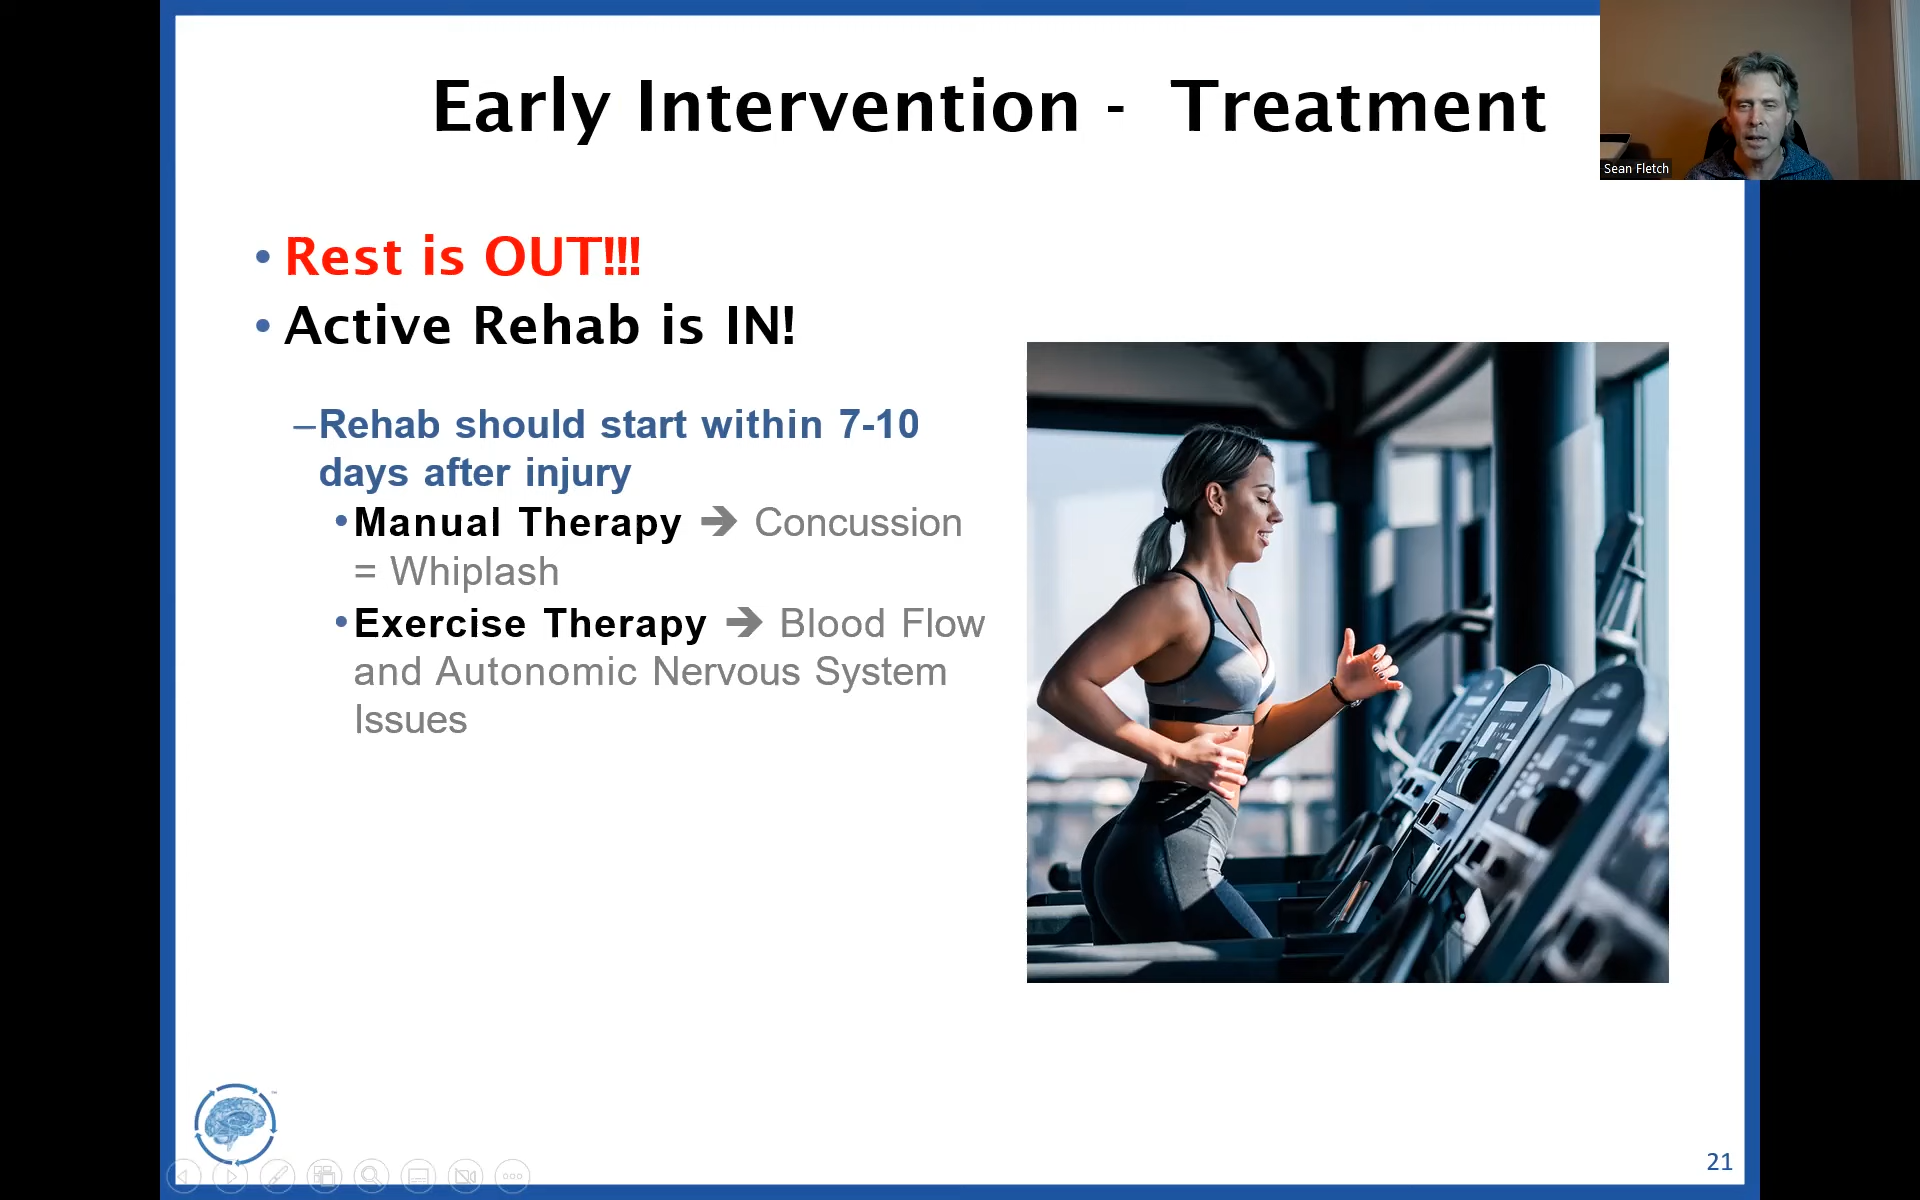 Early Intervention - Treatment
Sean Fletch
• Rest is OUT!!!
• Active Rehab is IN!
–Rehab should start within 7-10
days after injury
•Manual Therapy ➔ Concussion
= Whiplash
•Exercise Therapy ➔ Blood Flow
and Autonomic Nervous System
Issues
21